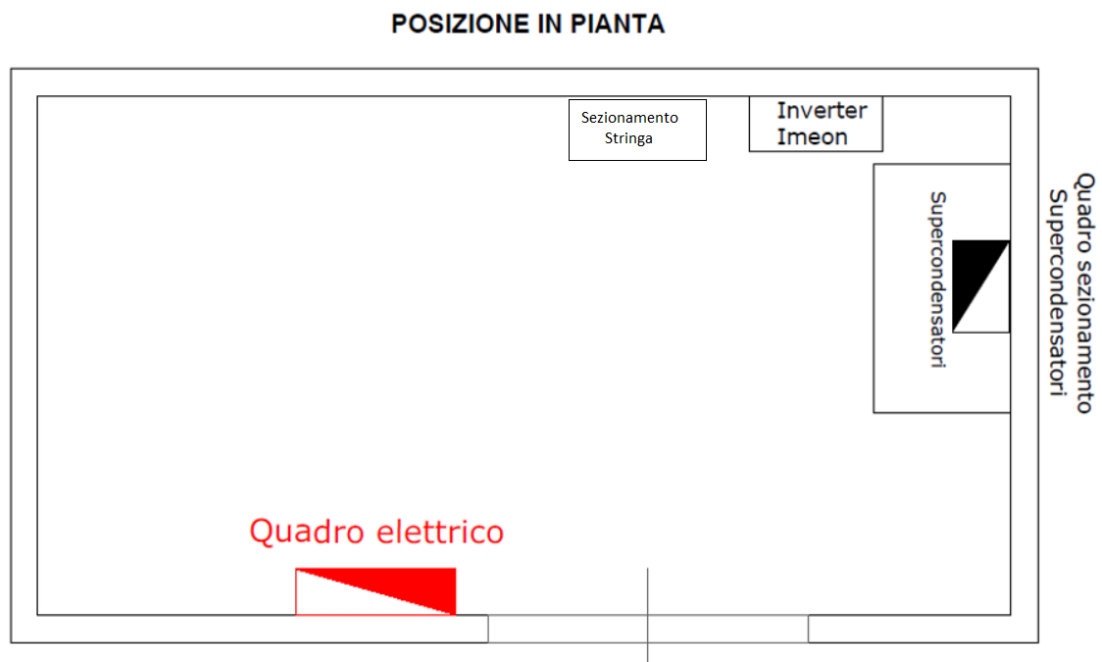 POSIZIONE IN PIANTA
Sezionamento
Stringa
Inverter
Imeon
Supercondensatori
Quadro sezionamento
Supercondensatori
Quadro elettrico